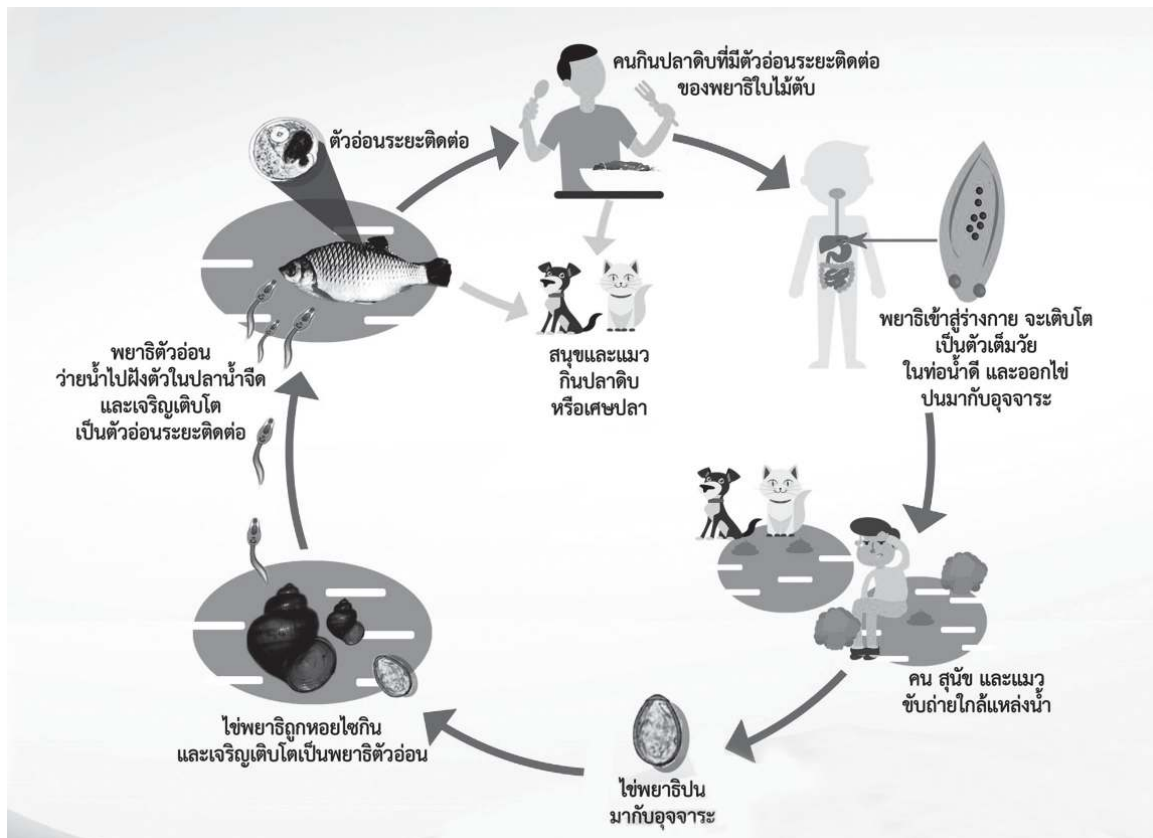 คนกินปลาดิบที่มีตัวอ่อนระยะติดต่อ
ของพยาธิใบไม้ตับ
ตัวอ่อนระยะติดต่อ
พยาธิเข้าสู่ร่างกาย จะเติบโต
เป็นตัวเต็มวัย
ในท่อน้ำดี และออกไข่
ปนมากับอุจจาระ
สนุขและแมว
กินปลาดิบ
หรือเศษปลา
พยาธิตัวอ่อน
ว่ายน้ำไปฝังตัวในปลาน้ำจืด
และเจริญเติบโต
เป็นตัวอ่อนระยะติดต่อ
คน สุนัข และแมว
ขับถ่ายใกล้แหล่งน้ำ
ไข่พยาธิถูกหอยไซกิน
และเจริญเติบโตเป็นพยาธิตัวอ่อน
ไข่พยาธิปน
มากับอุจจาระ